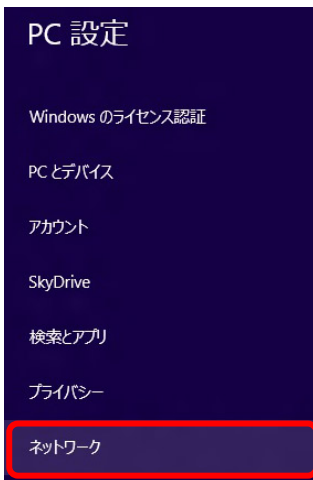 PC 設定
Windows のライセンス認証
PC とデバイス
アカウント
SkyDrive
検索とアプリ
プライバシー
ネットワーク